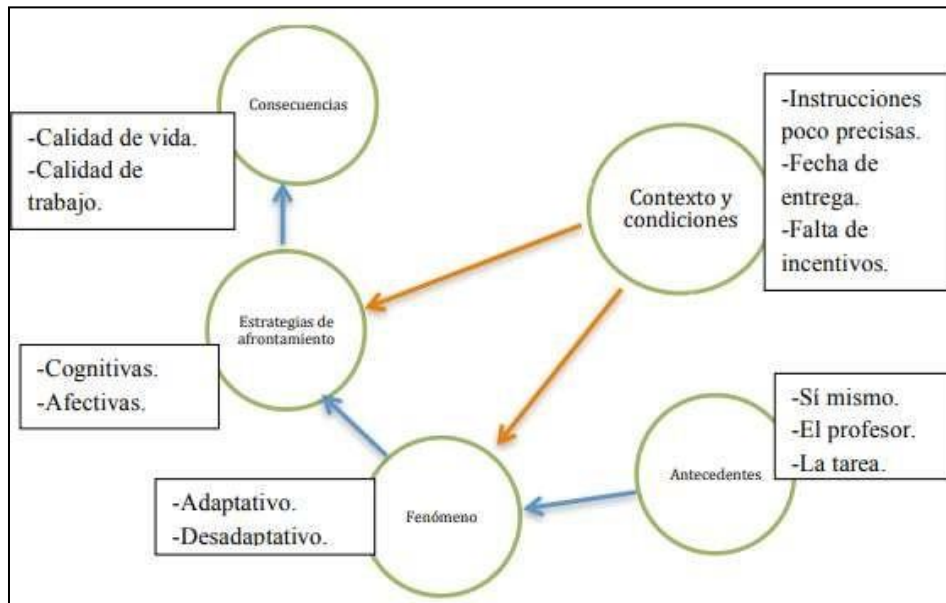 Consecuencias
-Calidad de vida.
-Calidad de
trabajo.
Contexto y
condiciones
-Instrucciones
poco precisas.
-Fecha de
entrega.
-Falta de
incentivos.
Estrategias de
afrontamiento
-Cognitivas.
-Afectivas.
Antecedentes
-Sí mismo.
-El profesor.
-La tarea.
Fenómeno
-Adaptativo.
-Desadaptativo.